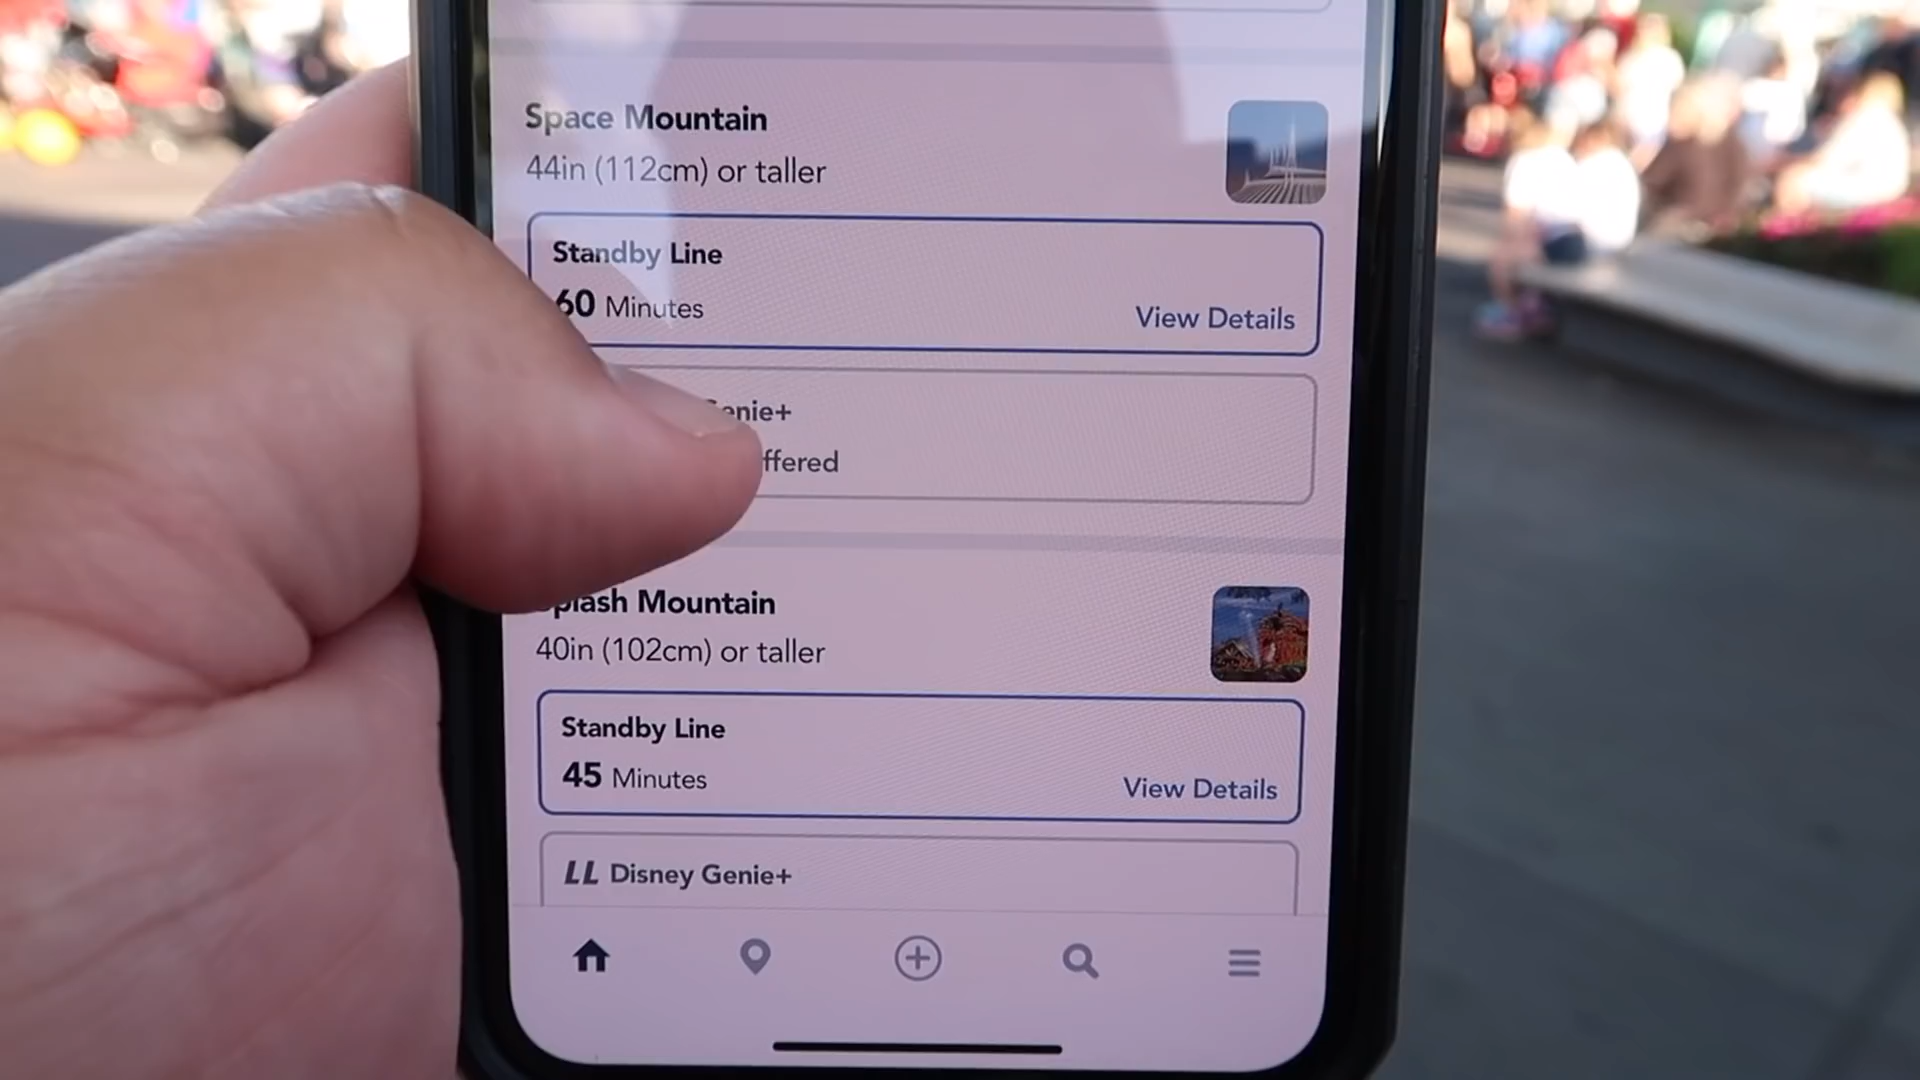 Space Mountain
44in (112cm) or taller
Standby Line
60 Minutes
View Details
enie+
ffered
Splash Mountain
40in (102cm) or taller
Standby Line
45 Minutes
View Details
LL Disney Genie+